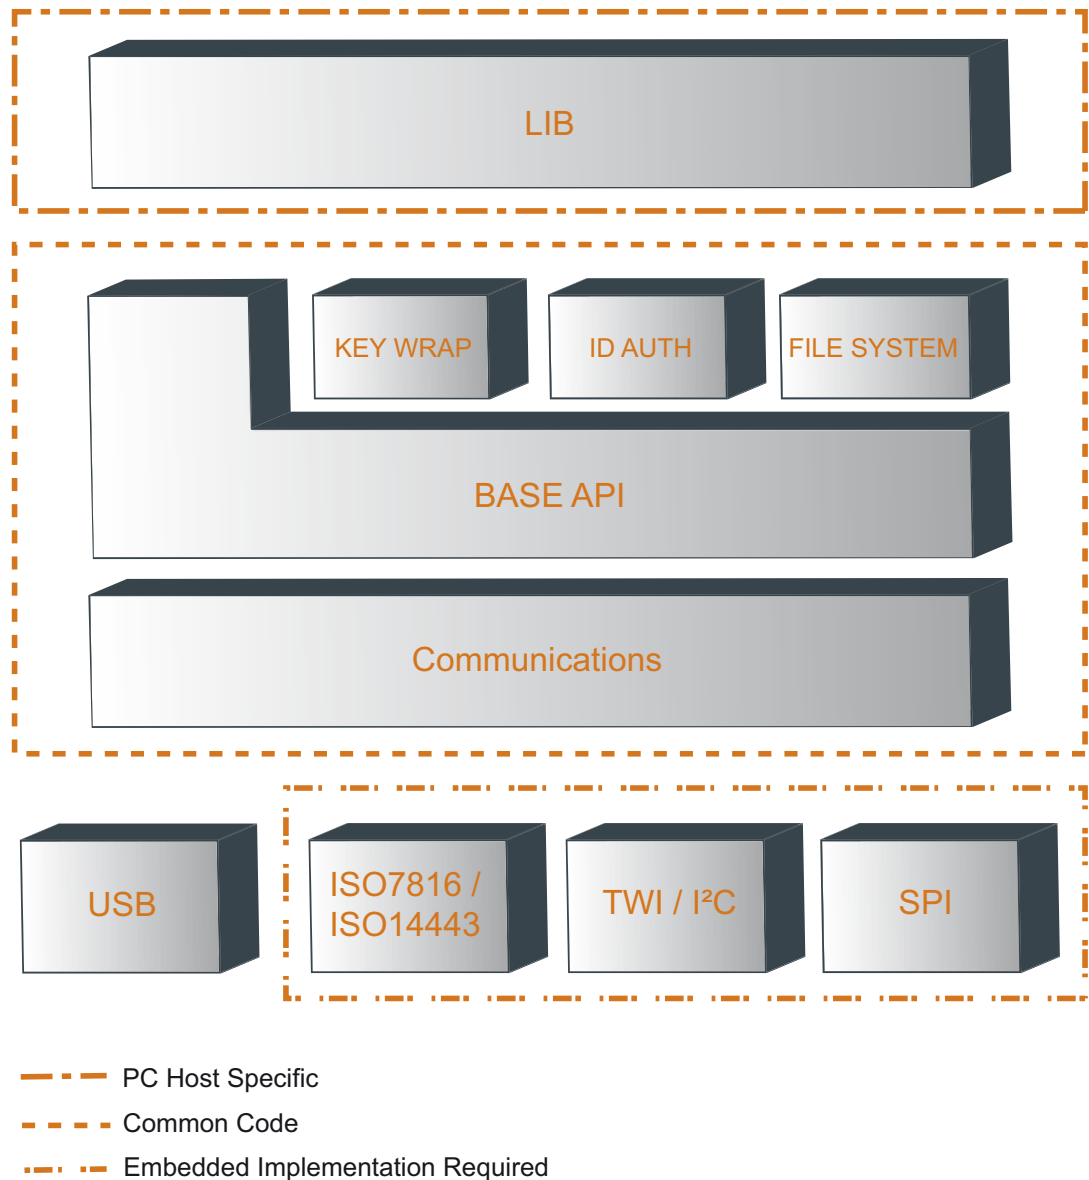 LIB
KEY WRAP
ID AUTH
FILE SYSTEM
BASE API
Communications
USB
ISO7816 /
ISO14443
TWI / I²C
SPI
PC Host Specific
Common Code
Embedded Implementation Required